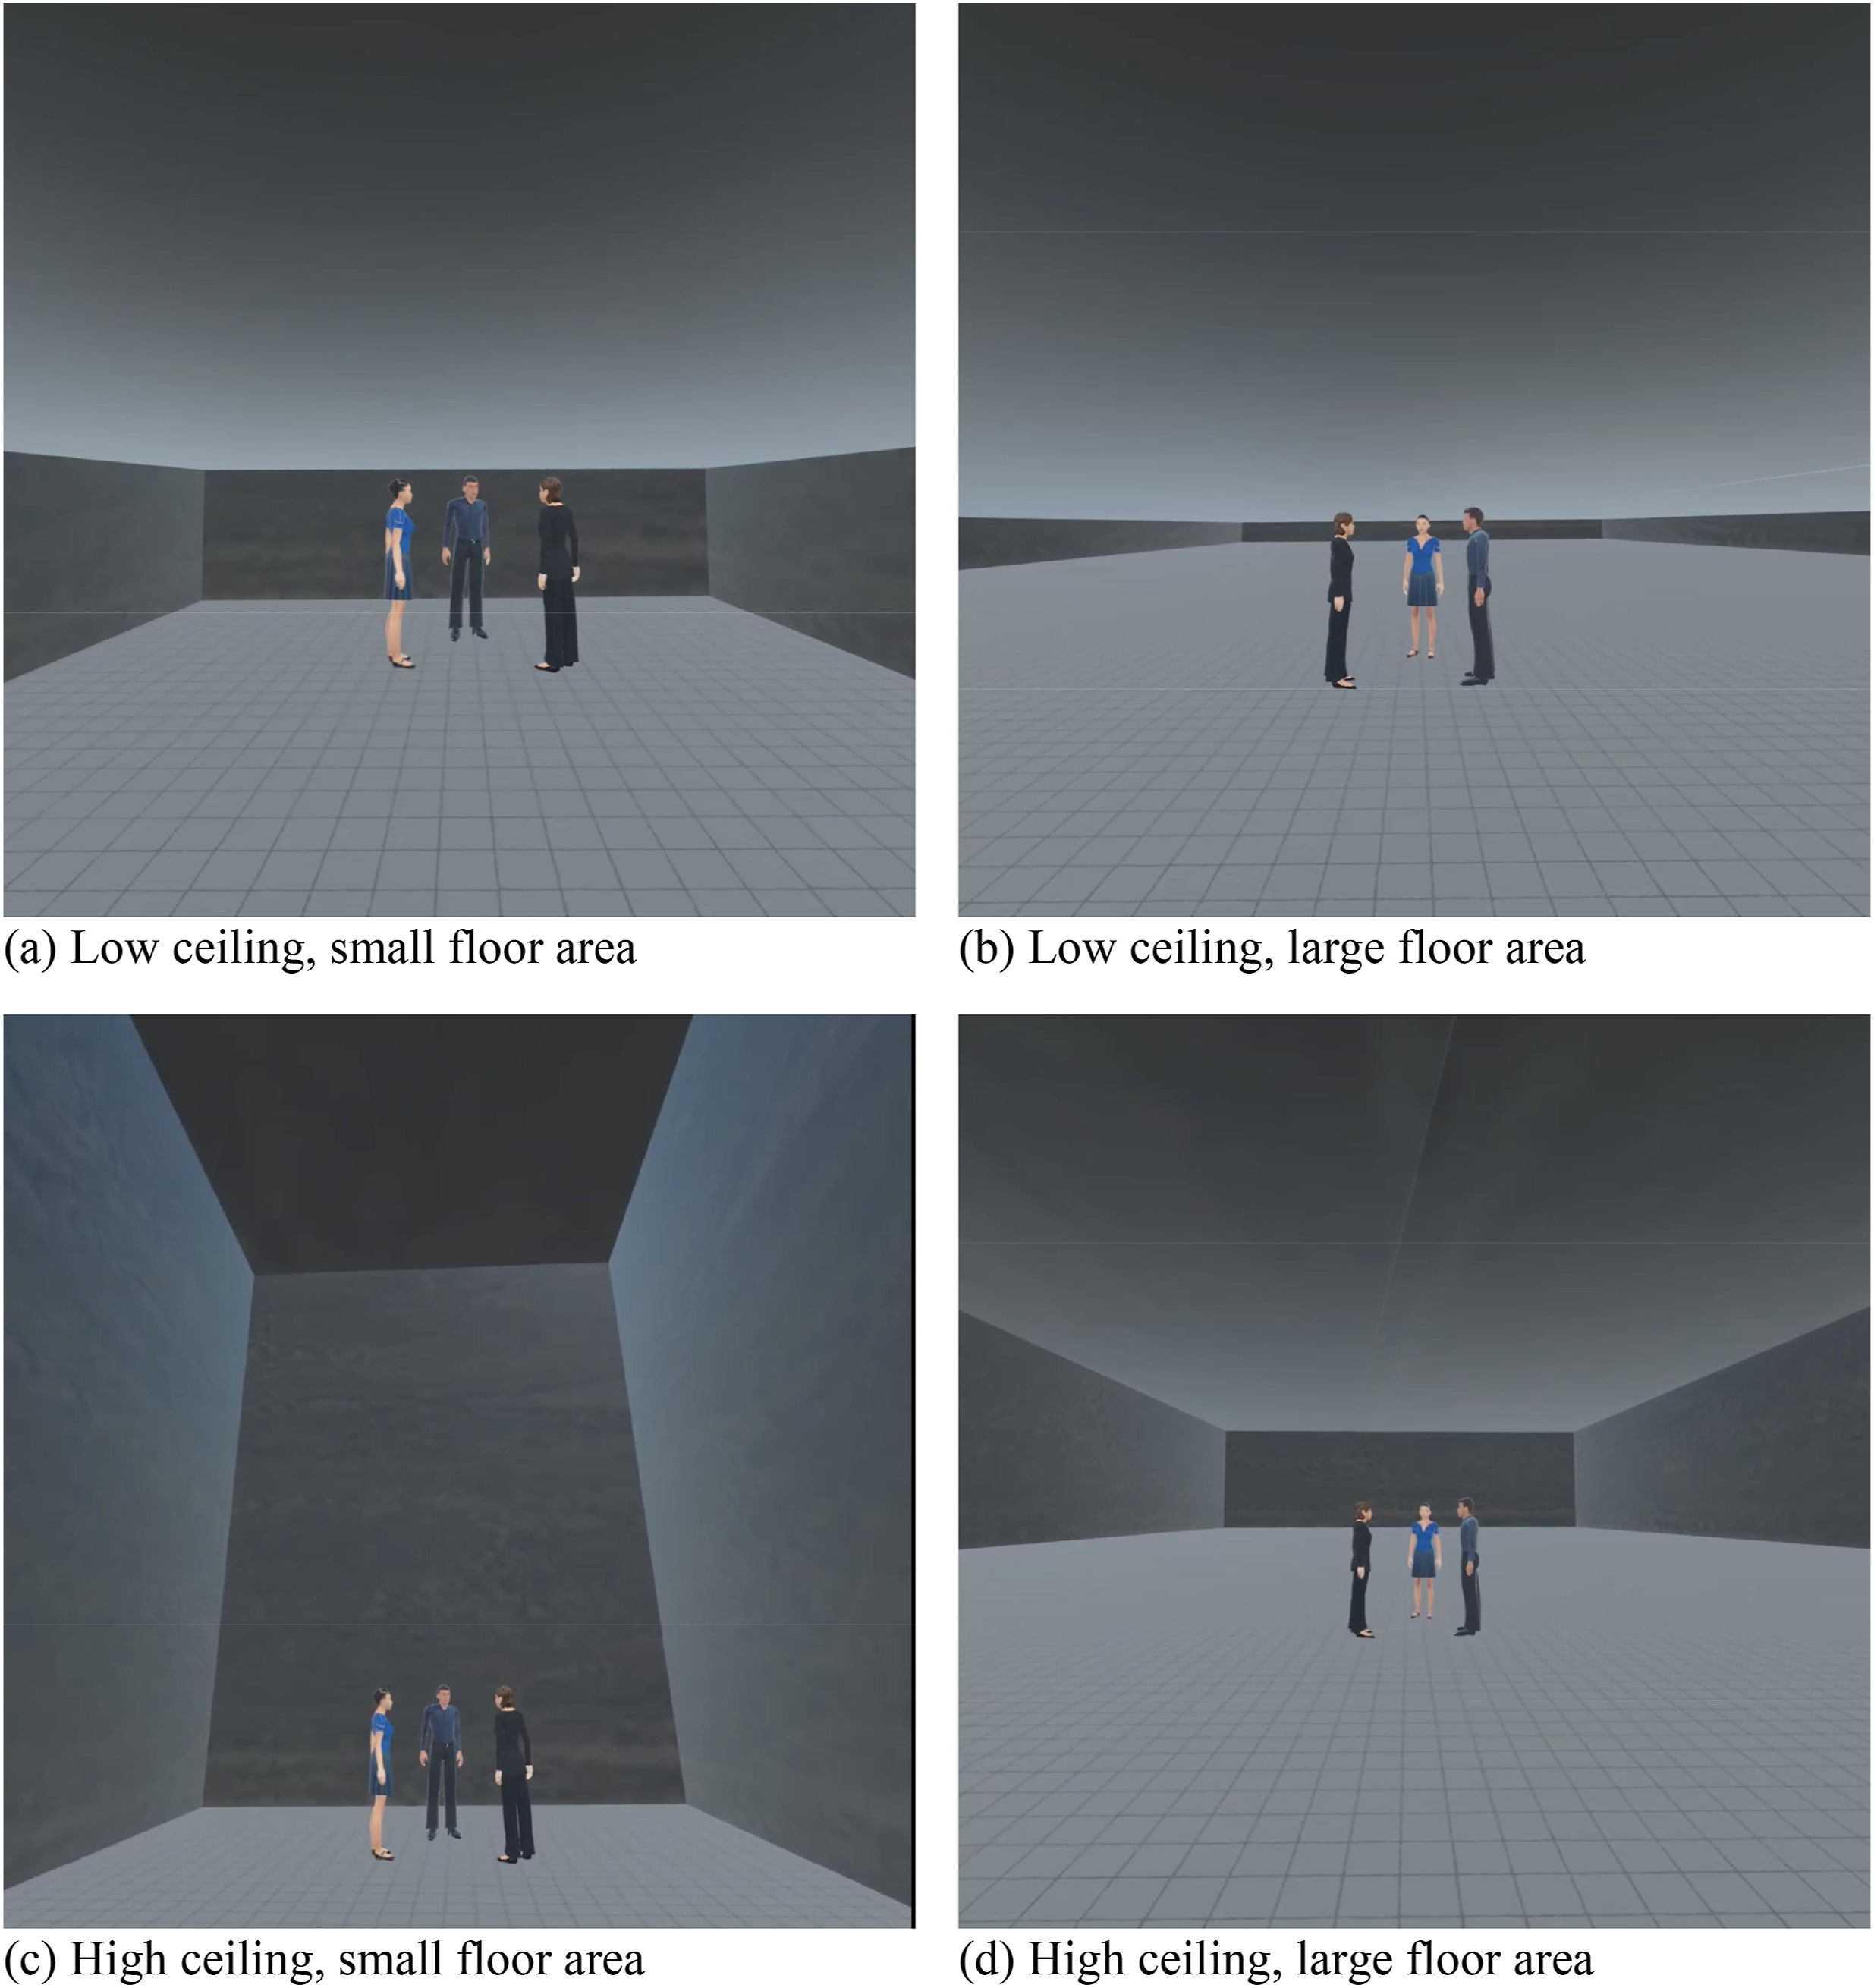 (a) Low ceiling, small floor area
(b) Low ceiling, large floor area
(c) High ceiling, small floor area
(d) High ceiling, large floor area